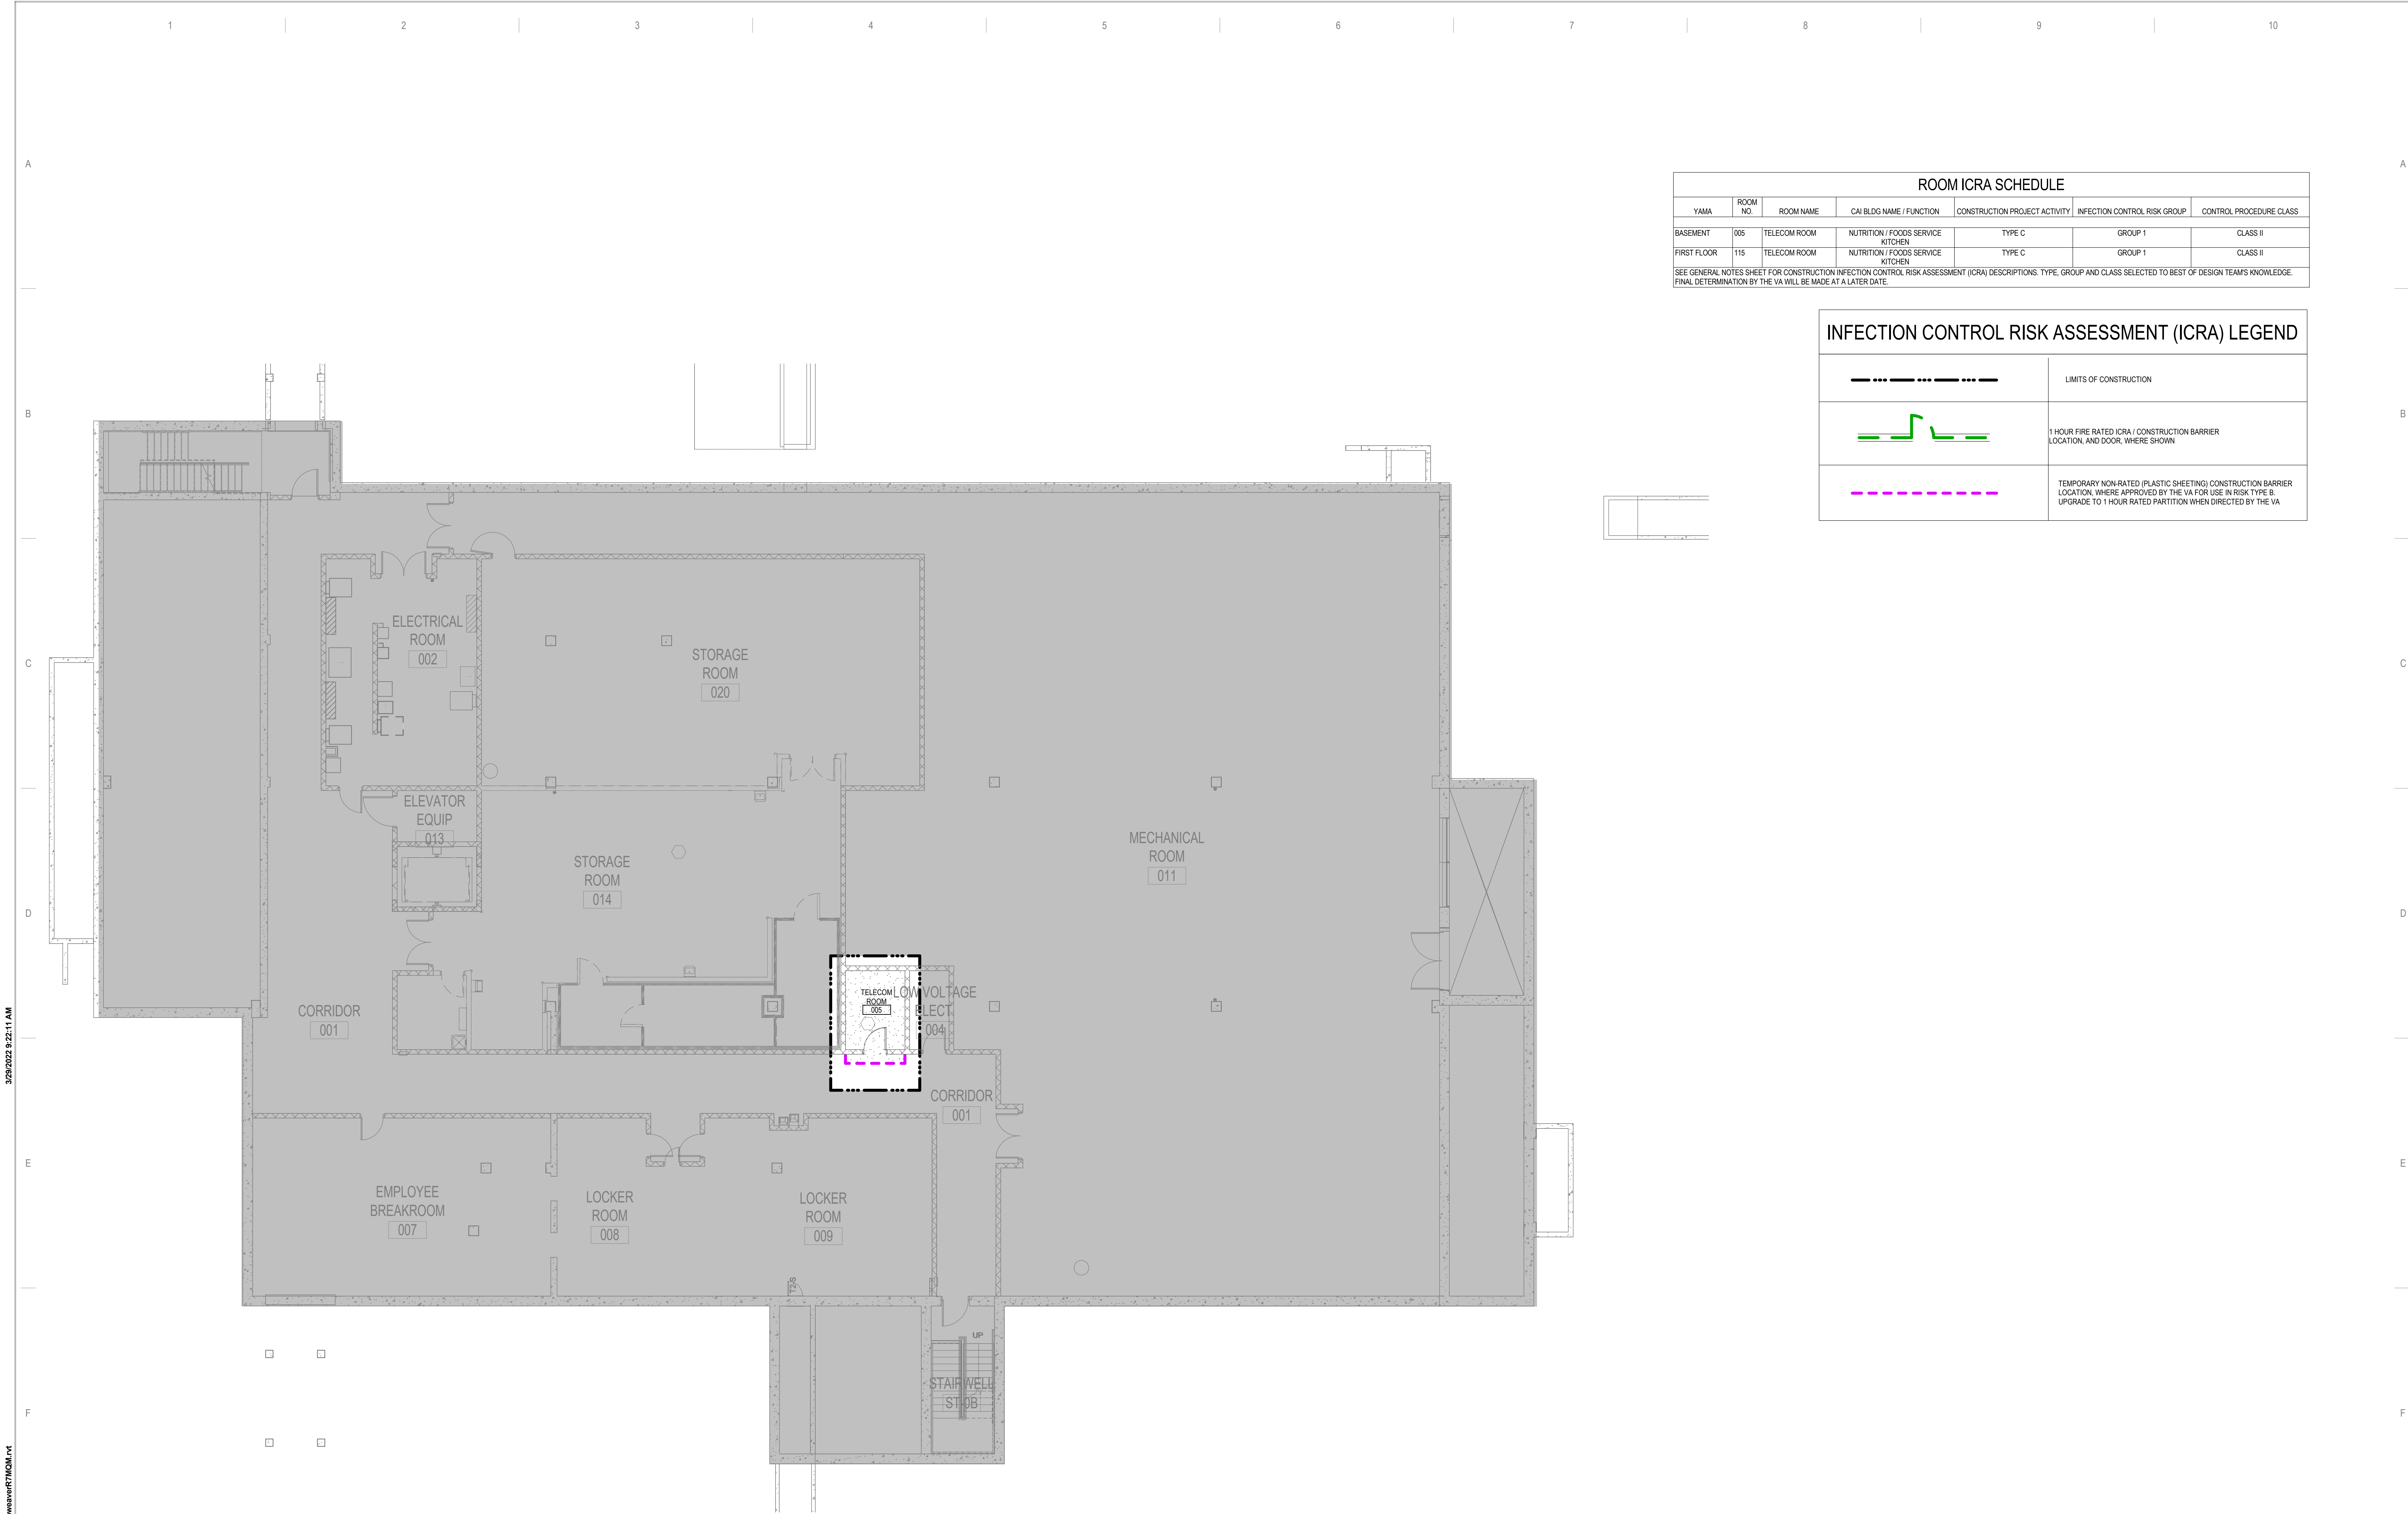 1 2 3 4 5 6 7 8 9 10
A
A
ROOM ICRA SCHEDULE
YAMA ROOM NO. ROOM NAME CAI BLDG NAME / FUNCTION CONSTRUCTION PROJECT ACTIVITY INFECTION CONTROL RISK GROUP CONTROL PROCEDURE CLASS
BASEMENT 005 TELECOM ROOM NUTRITION / FOODS SERVICE KITCHEN TYPE C GROUP 1 CLASS II
FIRST FLOOR 115 TELECOM ROOM NUTRITION / FOODS SERVICE KITCHEN TYPE C GROUP 1 CLASS II
SEE GENERAL NOTES SHEET FOR CONSTRUCTION INFECTION CONTROL RISK ASSESSMENT (ICRA) DESCRIPTIONS. TYPE, GROUP AND CLASS SELECTED TO BEST OF DESIGN TEAM'S KNOWLEDGE.
FINAL DETERMINATION BY THE VA WILL BE MADE AT A LATER DATE.
INFECTION CONTROL RISK ASSESSMENT (ICRA) LEGEND
LIMITS OF CONSTRUCTION
1 HOUR FIRE RATED ICRA / CONSTRUCTION BARRIER
LOCATION, AND DOOR, WHERE SHOWN
TEMPORARY NON-RATED (PLASTIC SHEETING) CONSTRUCTION BARRIER
LOCATION, WHERE APPROVED BY THE VA FOR USE IN RISK TYPE B.
UPGRADE TO 1 HOUR RATED PARTITION WHEN DIRECTED BY THE VA
B
B
ELECTRICAL
ROOM
002
STORAGE
ROOM
020
C
C
ELEVATOR
EQUIP
013
STORAGE
ROOM
014
MECHANICAL
ROOM
011
D
D
TELECOM
ROOM
005
LOW VOLTAGE
ELECT
004
CORRIDOR
001
CORRIDOR
001
E
E
EMPLOYEE
BREAKROOM
007
LOCKER
ROOM
008
LOCKER
ROOM
009
T2-S
UP
STAIRWELL
ST-0B
F
F
3/29/2022 9:22:11 AM